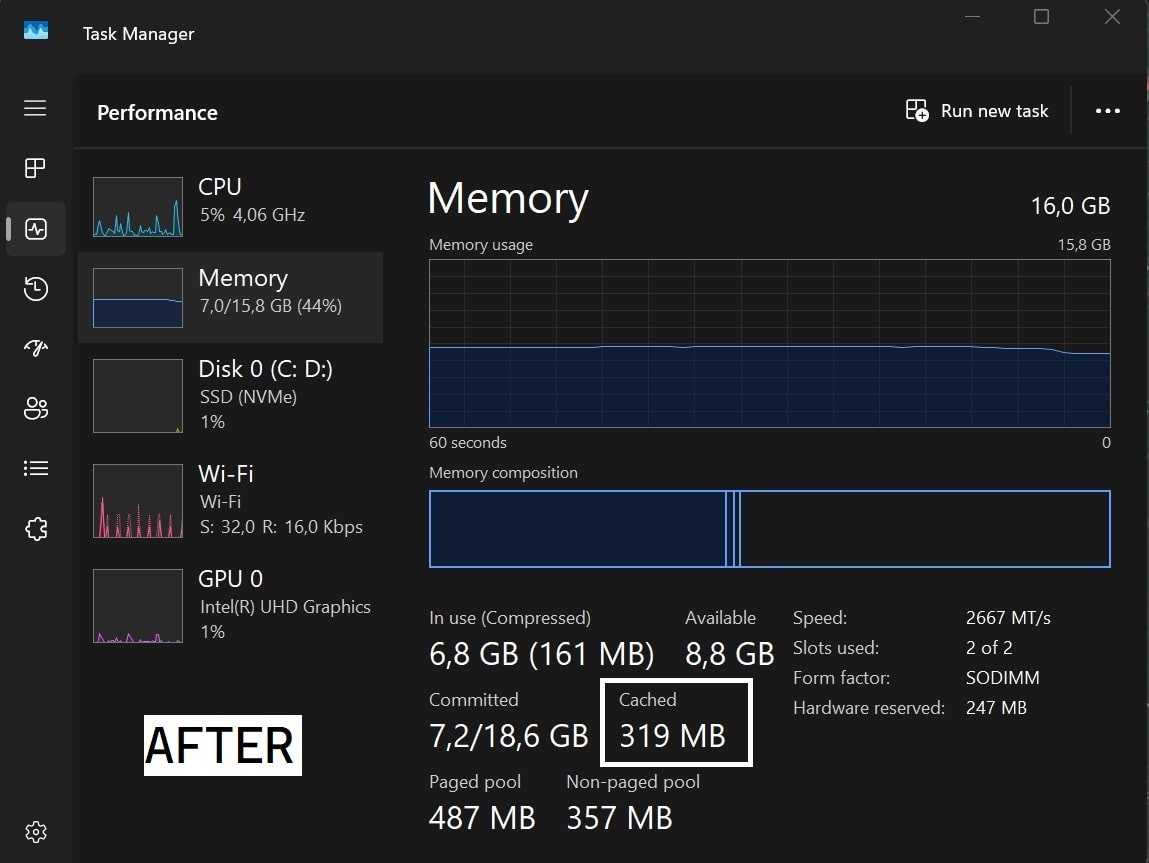 Task Manager
Performance
Run new task
CPU
5% 4,06 GHz
Memory
7,0/15,8 GB (44%)
Disk 0 (C: D:)
SSD (NVMe)
1%
Wi-Fi
Wi-Fi
S: 32,0 R: 16,0 Kbps
GPU 0
Intel(R) UHD Graphics
1%
AFTER
Memory
16,0 GB
Memory usage
15,8 GB
60 seconds
0
Memory composition
In use (Compressed)
6,8 GB (161 MB)
Available
8,8 GB
Committed
7,2/18,6 GB
Cached
319 MB
Paged pool
487 MB
Non-paged pool
357 MB
Speed: 2667 MT/s
Slots used: 2 of 2
Form factor: SODIMM
Hardware reserved: 247 MB